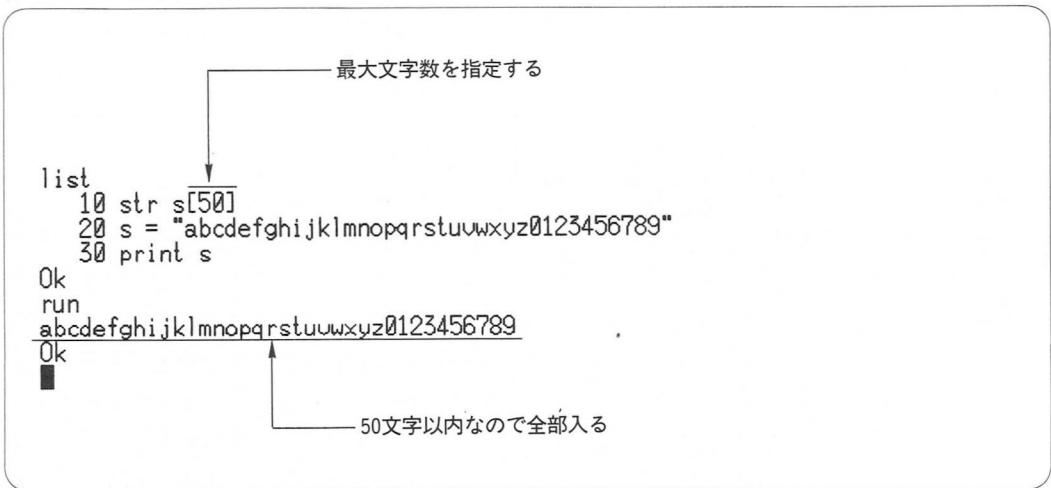 最大文字数を指定する
list
10 str s[50]
20 s = "abcdefghijklmnopqrstuvwxyz0123456789"
30 print s
Ok
run
abcdefghijklmnopqrstuvwxyz0123456789
Ok
50文字以内なので全部入る